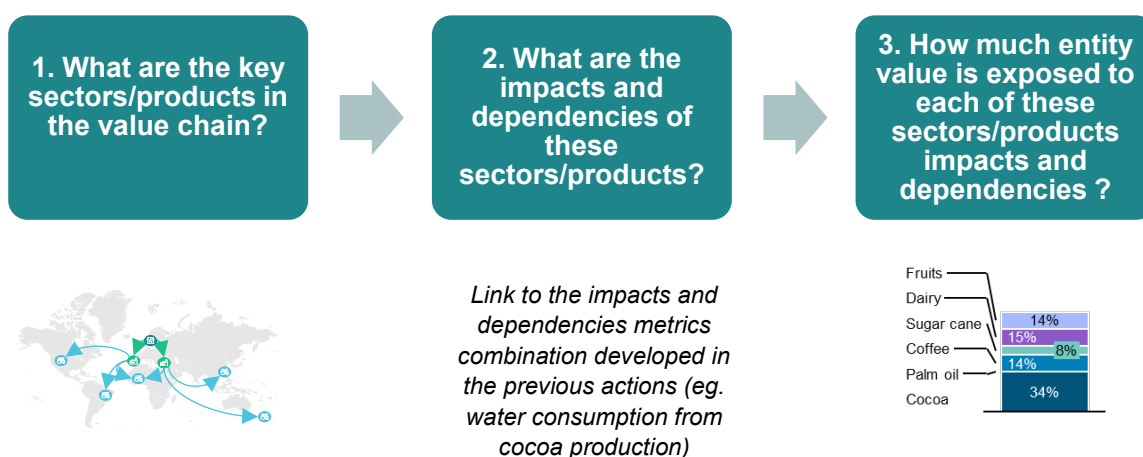 1. What are the key
sectors/products in
the value chain?
2. What are the
impacts and
dependencies of
these
sectors/products?
3. How much entity
value is exposed to
each of these
sectors/products
impacts and
dependencies ?
Link to the impacts and
dependencies metrics
combination developed in
the previous actions (eg.
water consumption from
cocoa production)
Fruits
Dairy
Sugar cane
Coffee
Palm oil
Cocoa
14%
15%
8%
14%
34%